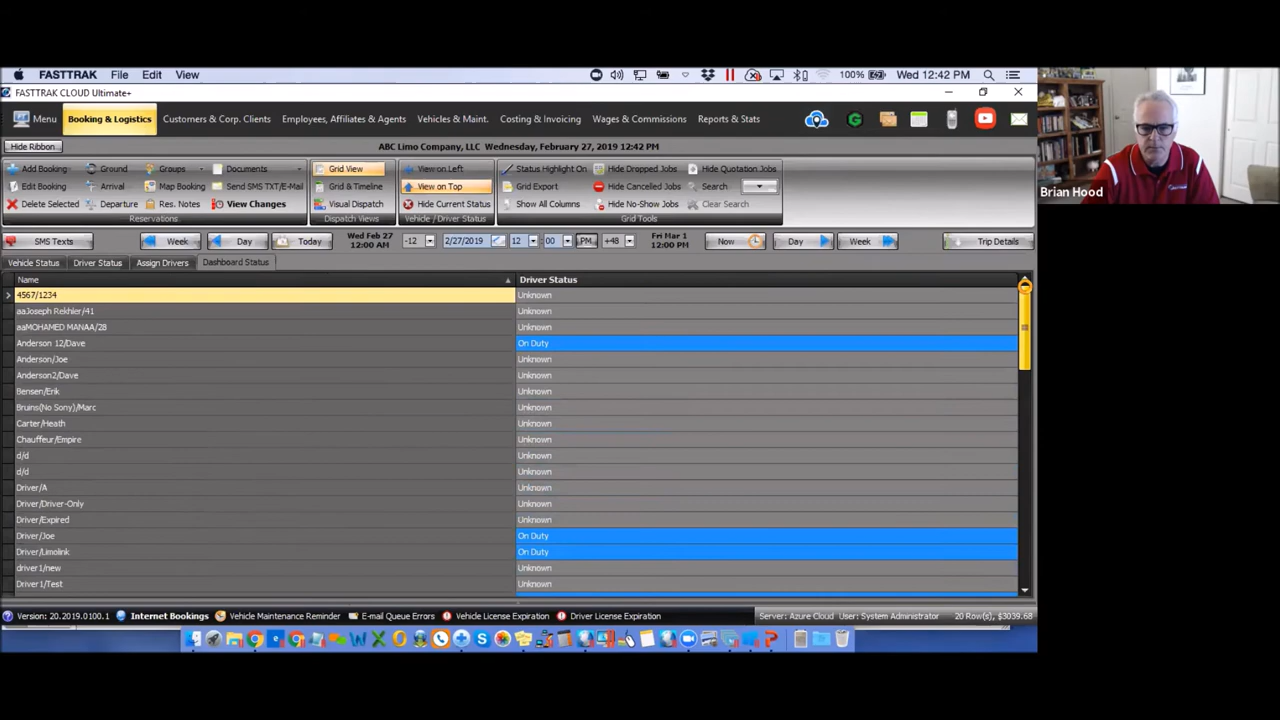 FASTTRAK File Edit View 100% Wed 12:42 PM
FASTTRAK CLOUD Ultimate+
Menu Booking & Logistics Customers & Corp. Clients Employees, Affiliates & Agents Vehicles & Maint. Costing & Invoicing Wages & Commissions Reports & Stats
Hide Ribbon ABC Limo Company, LLC Wednesday, February 27, 2019 12:42 PM
Add Booking Ground Groups Documents Grid View View on Left Status Highlight On Hide Dropped Jobs Hide Quotation Jobs
Edit Booking Arrival Map Booking Send SMS TXT/E-Mail Grid & Timeline View on Top Grid Export Hide Cancelled Jobs Search
Delete Selected Departure Res. Notes View Changes Visual Dispatch Hide Current Status Show All Columns Hide No-Show Jobs Clear Search
Reservations Dispatch Views Vehicle / Driver Status Grid Tools
SMS Texts Week Day Today Wed Feb 27 12:00 AM -12 2/27/2019 12 :00 PM +48 Fri Mar 1 12:00 PM Now Day Week Trip Details
Vehicle Status Driver Status Assign Drivers Dashboard Status
Name Driver Status
4567/1234 Unknown
aaJoseph Rekhler/41 Unknown
aaMOHAMED MANAA/28 Unknown
Anderson 12/Dave On Duty
Anderson/Joe Unknown
Anderson2/Dave Unknown
Bensen/Erik Unknown
Bruins(No Sony)/Marc Unknown
Carter/Heath Unknown
Chauffeur/Empire Unknown
d/d Unknown
d/d Unknown
Driver/A Unknown
Driver/Driver-Only Unknown
Driver/Expired Unknown
Driver/Joe On Duty
Driver/Limolink On Duty
driver1/new Unknown
Driver1/Test Unknown
Version: 20.2019.0100.1 Internet Bookings Vehicle Maintenance Reminder E-mail Queue Errors Vehicle License Expiration Driver License Expiration Server: Azure Cloud User: System Administrator 20 Row(s), $3039.68
Brian Hood